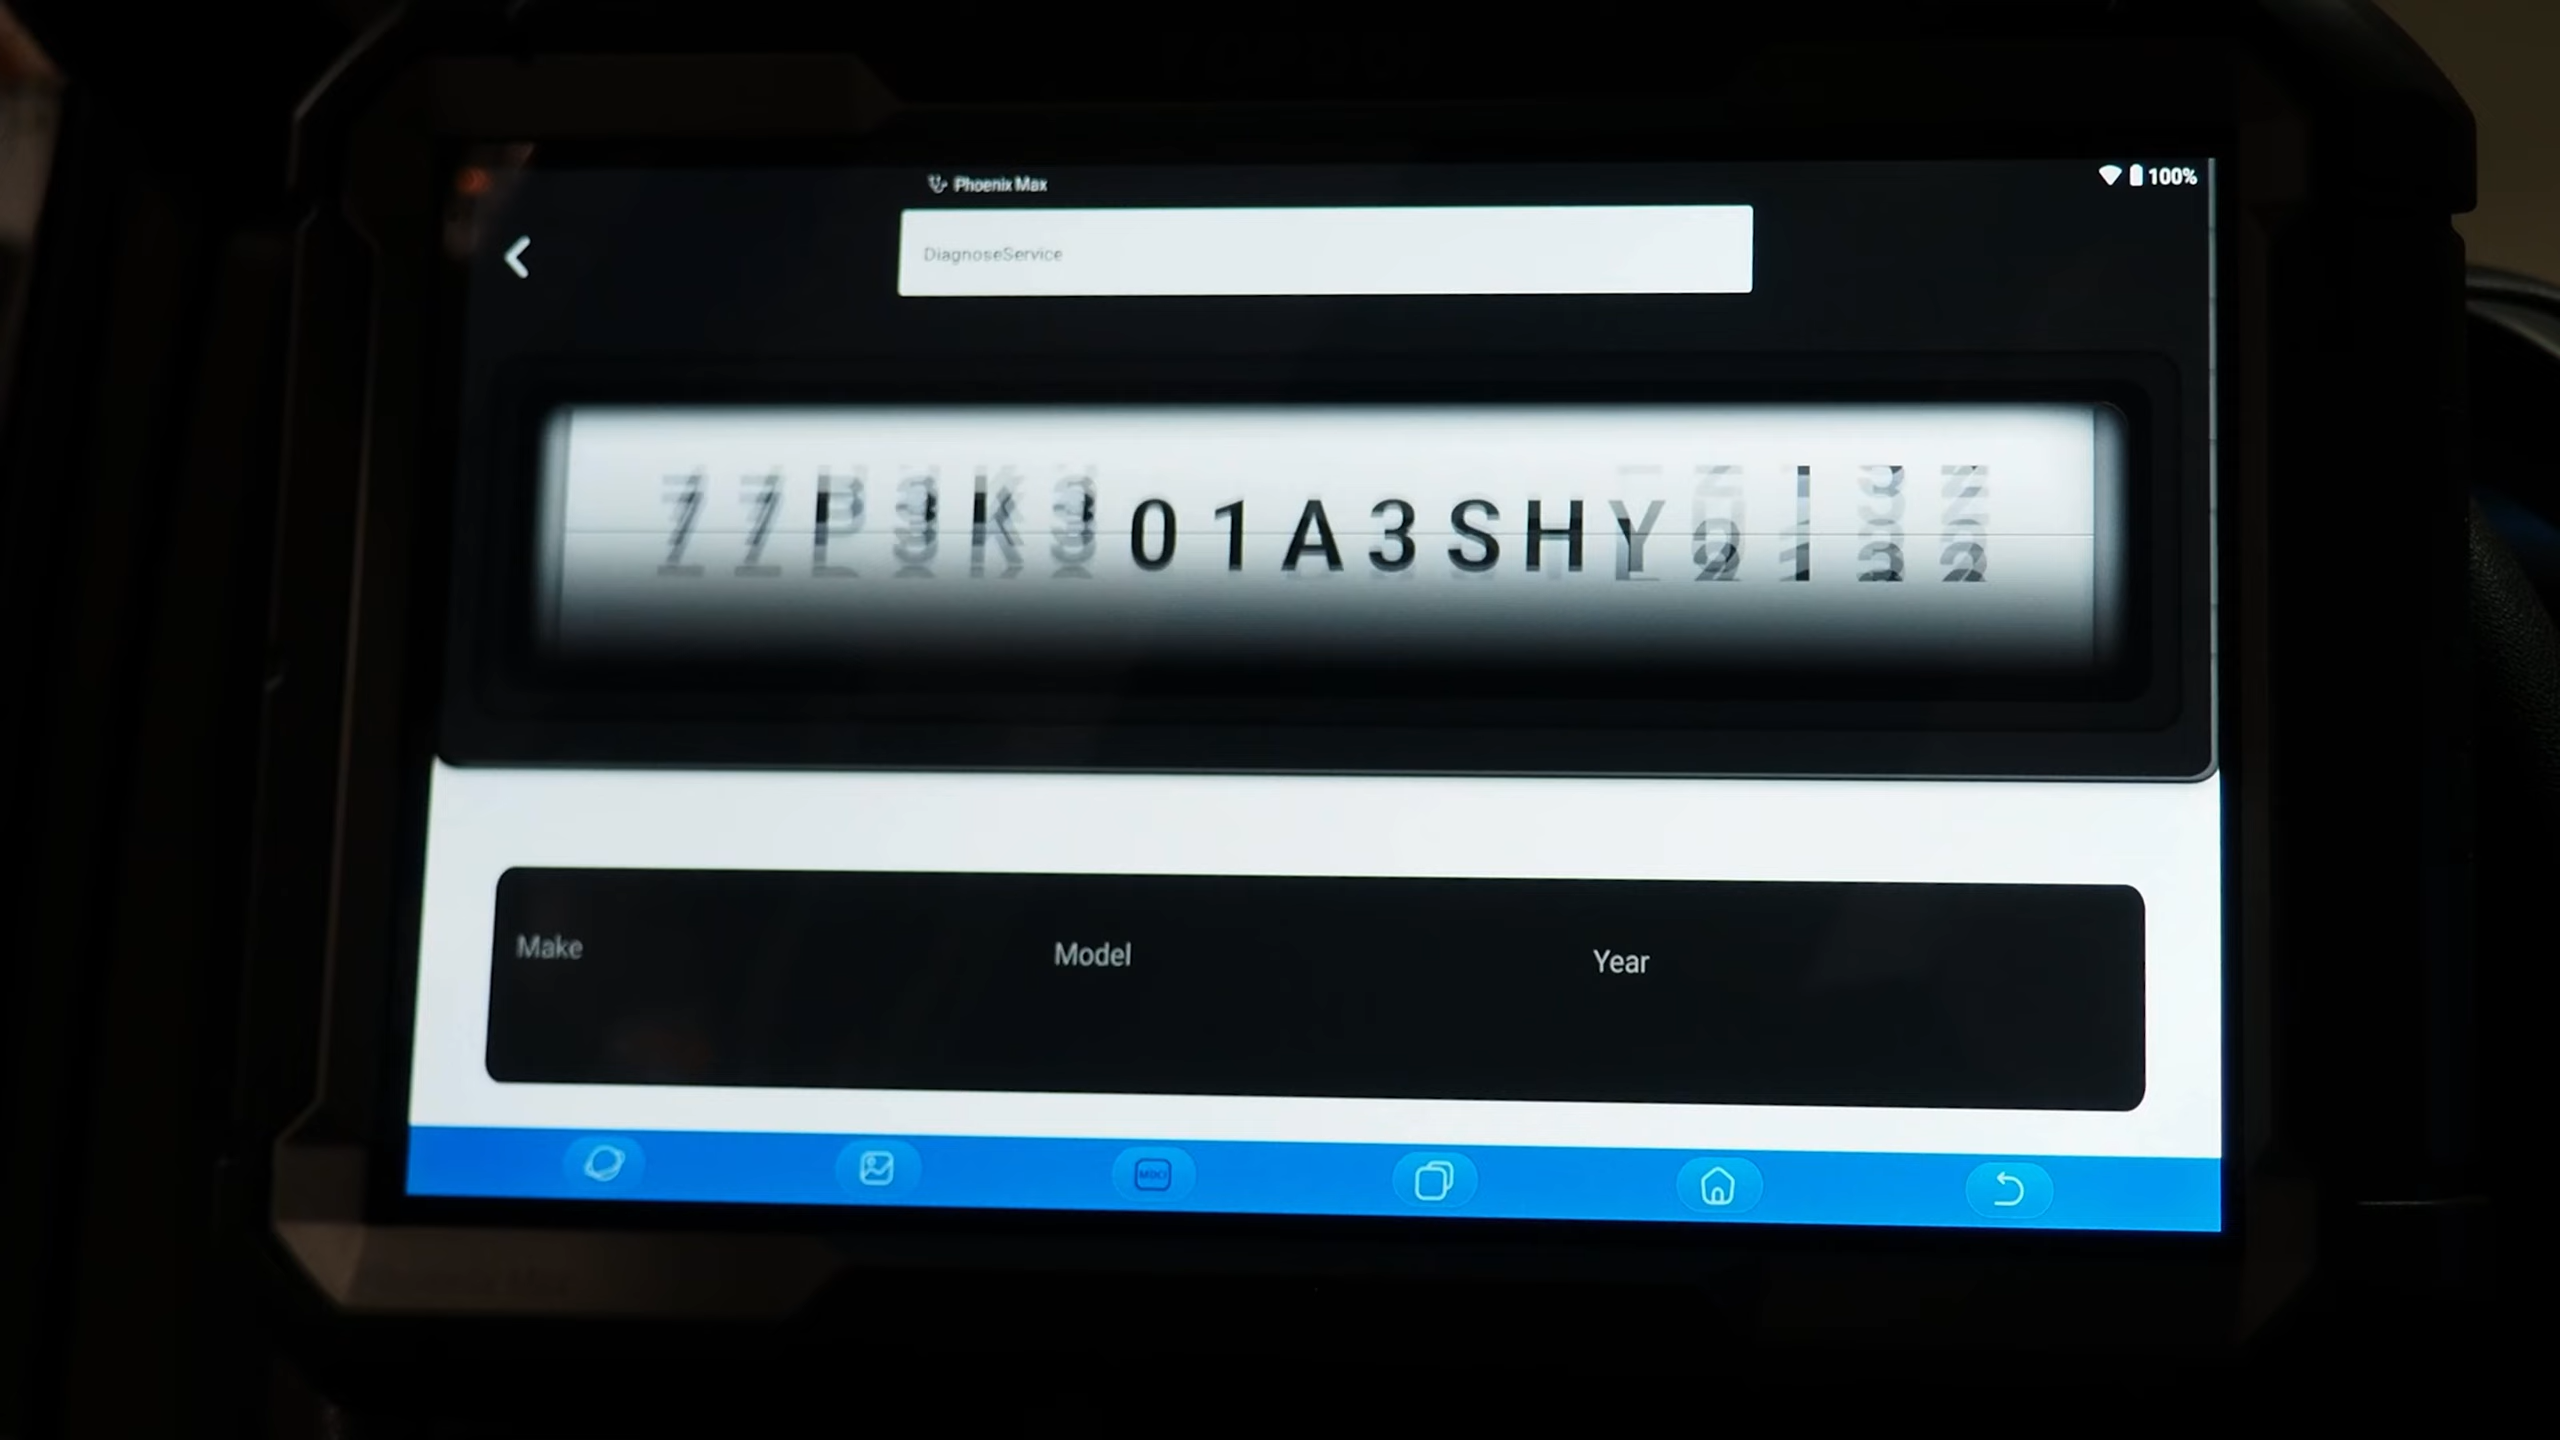 Phoenix Max
100%
DiagnoseService
01A3SHY
Make
Model
Year